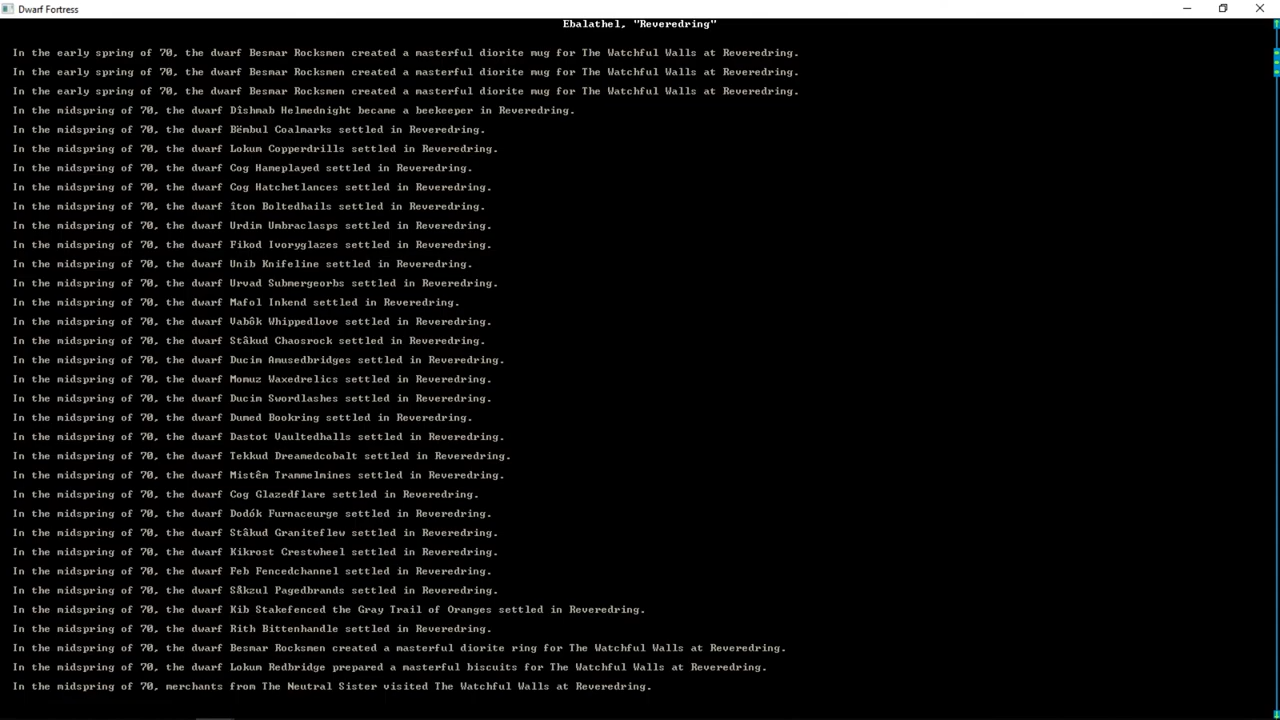 Dwarf Fortress
Ebalathel, "Reveredring"
In the early spring of 70, the dwarf Besmar Rocksmen created a masterful diorite mug for The Watchful Walls at Reveredring.
In the early spring of 70, the dwarf Besmar Rocksmen created a masterful diorite mug for The Watchful Walls at Reveredring.
In the early spring of 70, the dwarf Besmar Rocksmen created a masterful diorite mug for The Watchful Walls at Reveredring.
In the midspring of 70, the dwarf Dîshmab Helmednight became a beekeeper in Reveredring.
In the midspring of 70, the dwarf Bëmbul Coalmarks settled in Reveredring.
In the midspring of 70, the dwarf Lokum Copperdrills settled in Reveredring.
In the midspring of 70, the dwarf Cog Hameplayed settled in Reveredring.
In the midspring of 70, the dwarf Cog Hatchetlances settled in Reveredring.
In the midspring of 70, the dwarf îton Boltedhails settled in Reveredring.
In the midspring of 70, the dwarf Urdim Umbraclasps settled in Reveredring.
In the midspring of 70, the dwarf Fikod Ivoryglazes settled in Reveredring.
In the midspring of 70, the dwarf Unib Knifeline settled in Reveredring.
In the midspring of 70, the dwarf Urvad Submergeorbs settled in Reveredring.
In the midspring of 70, the dwarf Mafol Inkend settled in Reveredring.
In the midspring of 70, the dwarf Vabôk Whippedlove settled in Reveredring.
In the midspring of 70, the dwarf Stâkud Chaosrock settled in Reveredring.
In the midspring of 70, the dwarf Ducim Amusedbridges settled in Reveredring.
In the midspring of 70, the dwarf Momuz Waxedrelics settled in Reveredring.
In the midspring of 70, the dwarf Ducim Swordlashes settled in Reveredring.
In the midspring of 70, the dwarf Dumed Bookring settled in Reveredring.
In the midspring of 70, the dwarf Dastot Vaultedhalls settled in Reveredring.
In the midspring of 70, the dwarf Tekkud Dreamedcobalt settled in Reveredring.
In the midspring of 70, the dwarf Mistêm Trammelmines settled in Reveredring.
In the midspring of 70, the dwarf Cog Glazedflare settled in Reveredring.
In the midspring of 70, the dwarf Dodók Furnaceurge settled in Reveredring.
In the midspring of 70, the dwarf Stâkud Graniteflew settled in Reveredring.
In the midspring of 70, the dwarf Kikrost Crestwheel settled in Reveredring.
In the midspring of 70, the dwarf Feb Fencedchannel settled in Reveredring.
In the midspring of 70, the dwarf Såkzul Pagedbrands settled in Reveredring.
In the midspring of 70, the dwarf Kib Stakefenced the Gray Trail of Oranges settled in Reveredring.
In the midspring of 70, the dwarf Rith Bittenhandle settled in Reveredring.
In the midspring of 70, the dwarf Besmar Rocksmen created a masterful diorite ring for The Watchful Walls at Reveredring.
In the midspring of 70, the dwarf Lokum Redbridge prepared a masterful biscuits for The Watchful Walls at Reveredring.
In the midspring of 70, merchants from The Neutral Sister visited The Watchful Walls at Reveredring.